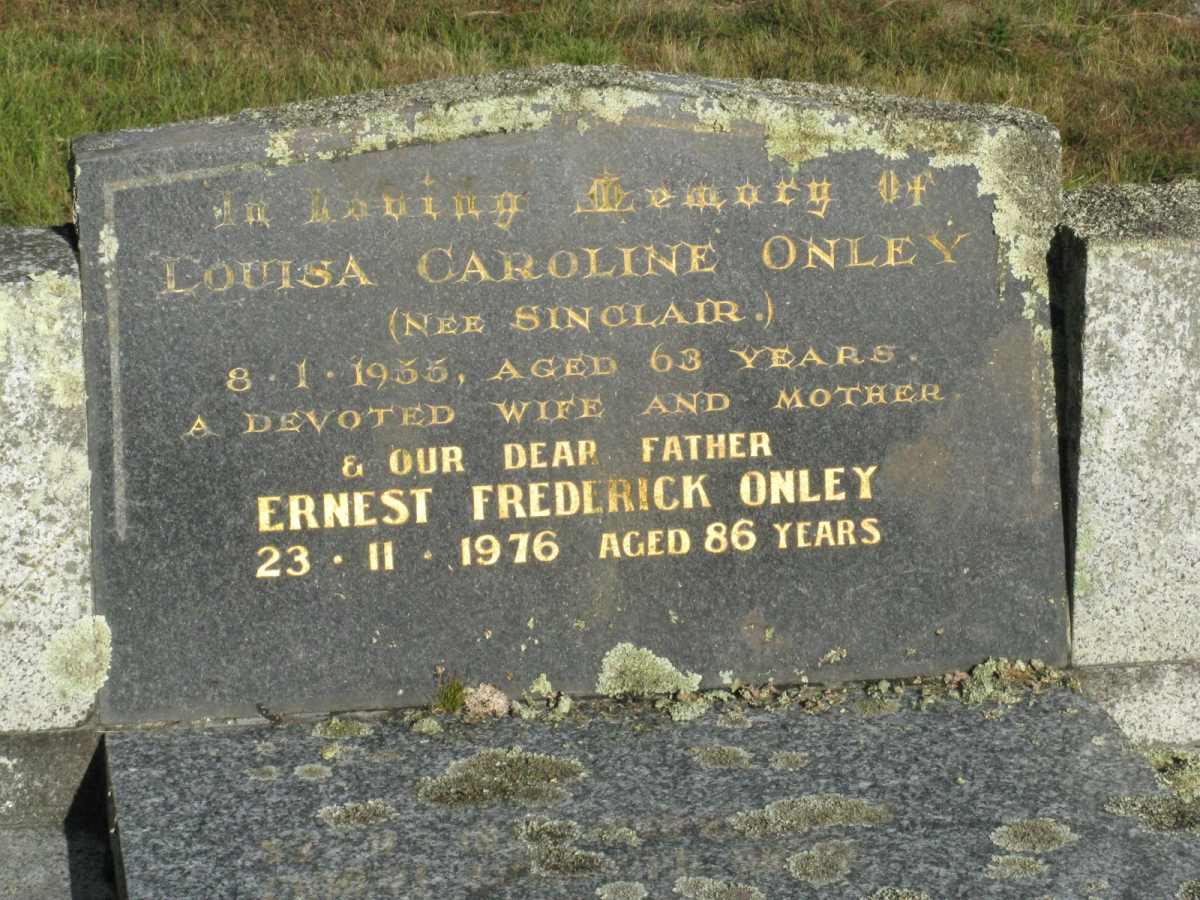 In Loving Memory Of
LOUISA CAROLINE ONLEY
(NEE SINCLAIR.)
8 · 1 · 1955, AGED 63 YEARS.
A DEVOTED WIFE AND MOTHER.
& OUR DEAR FATHER
ERNEST FREDERICK ONLEY
23 · 11 · 1976 AGED 86 YEARS